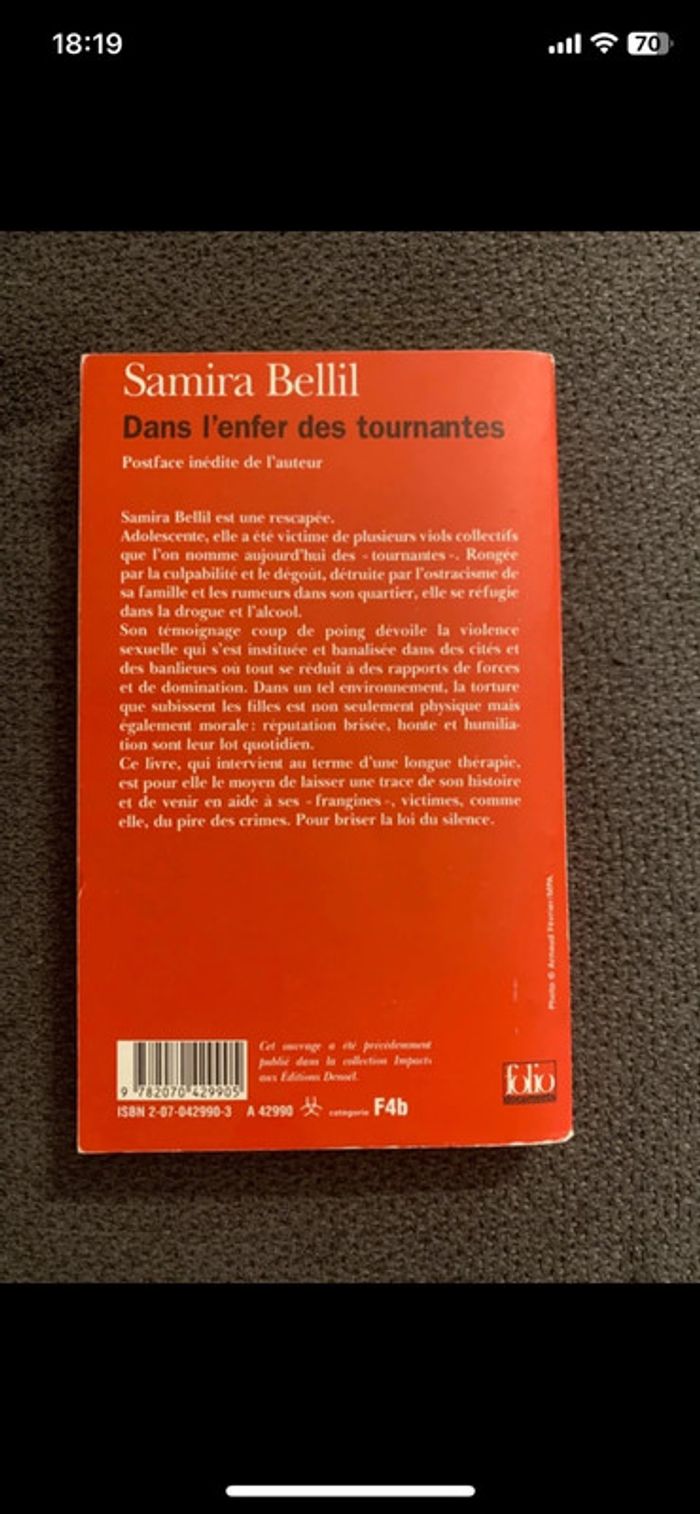 18:19
70
Samira Bellil
Dans l'enfer des tournantes
Postface inédite de l'auteur
Samira Bellil est une rescapée.
Adolescente, elle a été victime de plusieurs viols collectifs
que l'on nomme aujourd'hui des « tournantes ». Rongée
par la culpabilité et le dégoût, détruite par l'ostracisme de
sa famille et les rumeurs dans son quartier, elle se réfugie
dans la drogue et l'alcool.
Son témoignage coup de poing dévoile la violence
sexuelle qui s'est instituée et banalisée dans des cités et
des banlieues où tout se réduit à des rapports de forces
et de domination. Dans un tel environnement, la torture
que subissent les filles est non seulement physique mais
également morale : réputation brisée, honte et humilia-
tion sont leur lot quotidien.
Ce livre, qui intervient au terme d'une longue thérapie,
est pour elle le moyen de laisser une trace de son histoire
et de venir en aide à ses « frangines », victimes, comme
elle, du pire des crimes. Pour briser la loi du silence.
Photo © Arnaud Février/MPA.
Cet ouvrage a été précédemment
publié dans la collection Impacts
aux Éditions Denoël.
9 782070 429905
ISBN 2-07-042990-3 A 42990 catégorie F4b
folio
documents